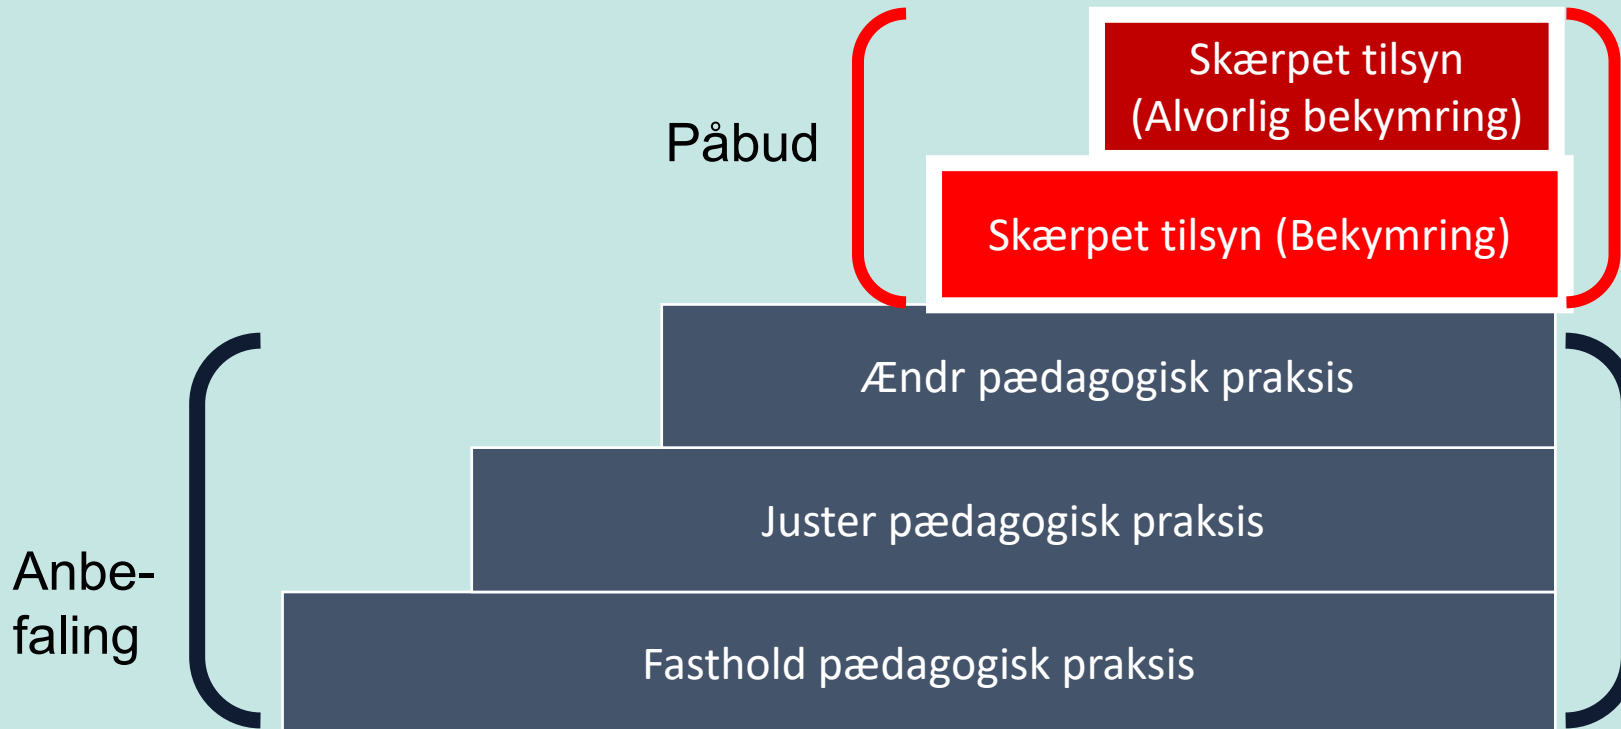 Skærpet tilsyn
(Alvorlig bekymring)
Påbud
Skærpet tilsyn (Bekymring)
Ændr pædagogisk praksis
Juster pædagogisk praksis
Anbe-
faling
Fasthold pædagogisk praksis